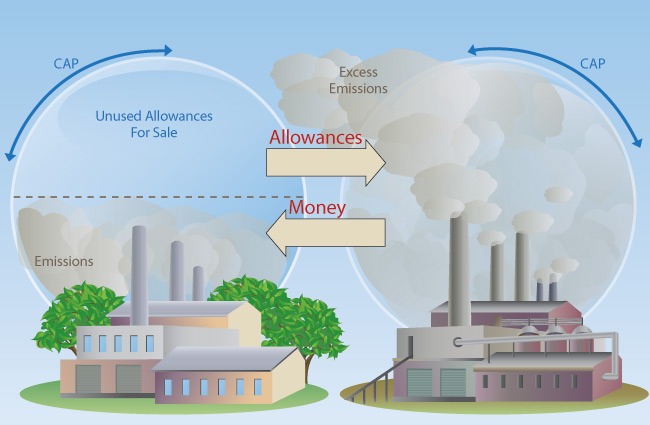 CAP
Unused Allowances
For Sale
Excess
Emissions
CAP
Allowances
Money
Emissions